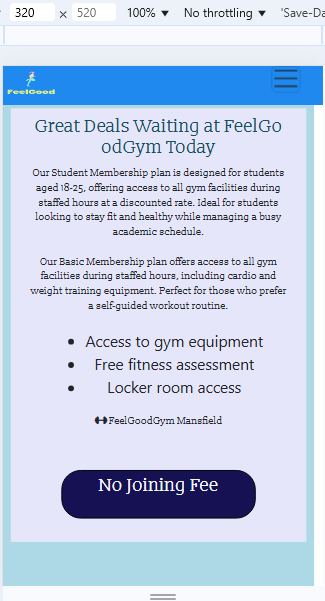 320 × 520 100% ▼ No throttling ▼ 'Save-Da
FeelGood
Great Deals Waiting at FeelGo
odGym Today
Our Student Membership plan is designed for students
aged 18-25, offering access to all gym facilities during
staffed hours at a discounted rate. Ideal for students
looking to stay fit and healthy while managing a busy
academic schedule.
Our Basic Membership plan offers access to all gym
facilities during staffed hours, including cardio and
weight training equipment. Perfect for those who prefer
a self-guided workout routine.
• Access to gym equipment
• Free fitness assessment
• Locker room access
FeelGoodGym Mansfield
No Joining Fee